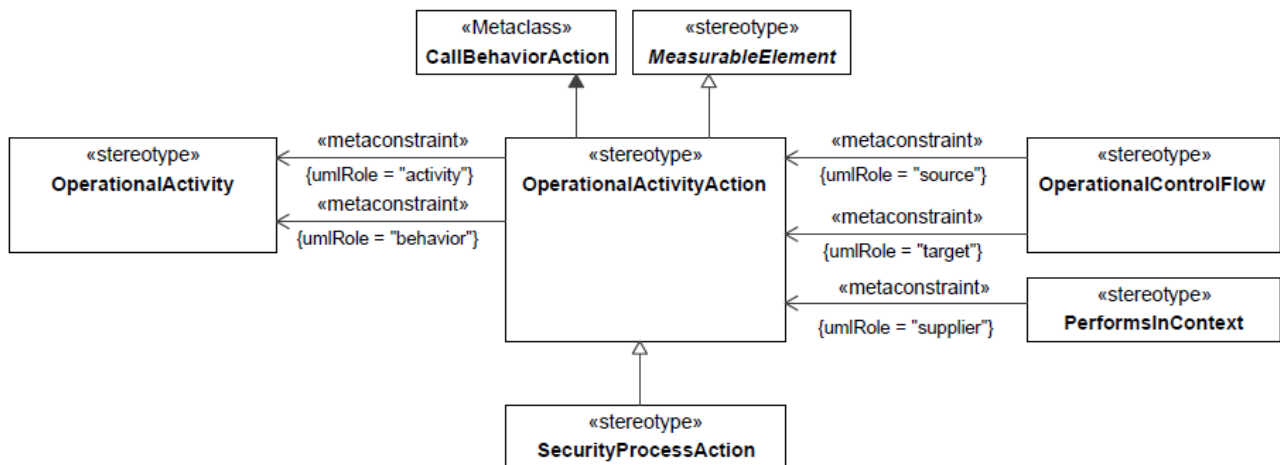 «Metaclass»
CallBehaviorAction
«stereotype»
MeasurableElement
«stereotype»
OperationalActivity
«metaconstraint»
{umlRole = "activity"}
«metaconstraint»
{umlRole = "behavior"}
«stereotype»
OperationalActivityAction
«metaconstraint»
{umlRole = "source"}
«metaconstraint»
{umlRole = "target"}
«metaconstraint»
{umlRole = "supplier"}
«stereotype»
OperationalControlFlow
«stereotype»
PerformsInContext
«stereotype»
SecurityProcessAction